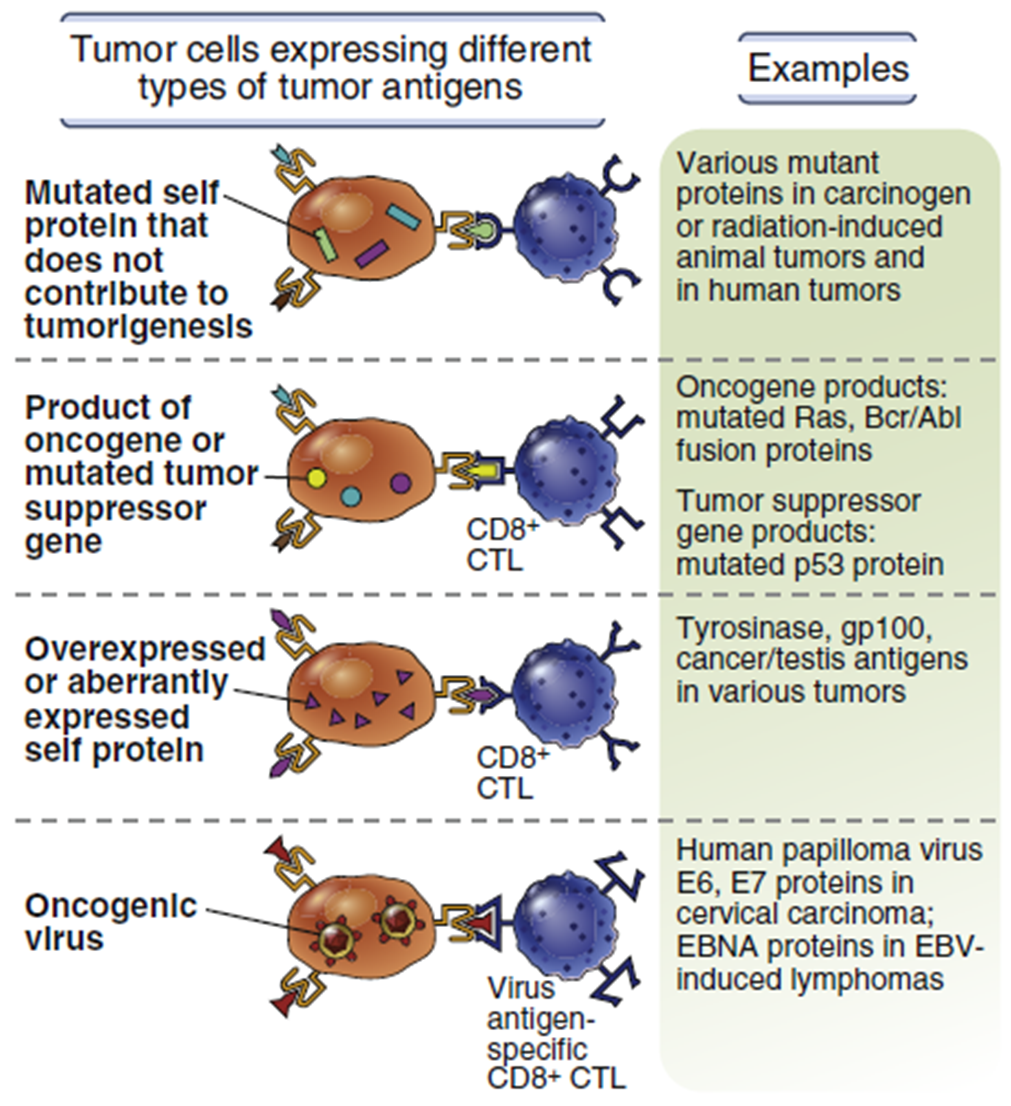 Tumor cells expressing different
types of tumor antigens
Examples
Mutated self
protein that
does not
contribute to
tumorigenesis
Various mutant
proteins in carcinogen
or radiation-induced
animal tumors and
in human tumors
Product of
oncogene or
mutated tumor
suppressor
gene
CD8+
CTL
Oncogene products:
mutated Ras, Bcr/Abl
fusion proteins
Tumor suppressor
gene products:
mutated p53 protein
Overexpressed
or aberrantly
expressed
self protein
CD8+
CTL
Tyrosinase, gp100,
cancer/testis antigens
in various tumors
Oncogenic
virus
Virus
antigen-
specific
CD8+ CTL
Human papilloma virus
E6, E7 proteins in
cervical carcinoma;
EBNA proteins in EBV-
induced lymphomas